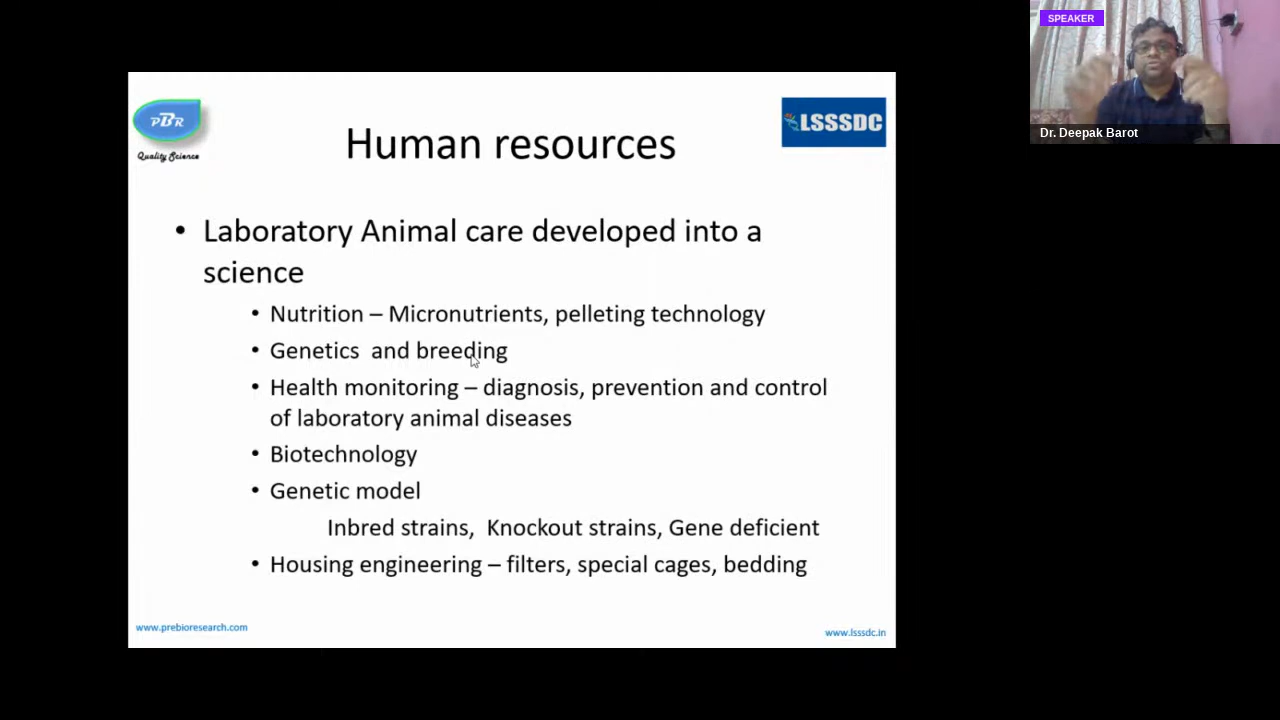 SPEAKER
Dr. Deepak Barot
PBR
Quality Science
LSSSDC
Human resources
• Laboratory Animal care developed into a
science
• Nutrition – Micronutrients, pelleting technology
• Genetics and breeding
• Health monitoring – diagnosis, prevention and control
of laboratory animal diseases
• Biotechnology
• Genetic model
Inbred strains, Knockout strains, Gene deficient
• Housing engineering – filters, special cages, bedding
www.prebioresearch.com
www.lsssdc.in